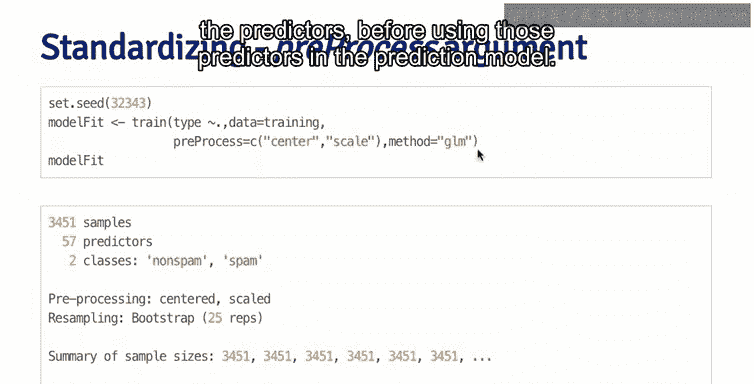 the predictors, before using those
predictors in the prediction model.
Standardizing - preProcess argument
set.seed(32343)
modelFit <- train(type ~.,data=training,
preProcess=c("center","scale"),method="glm")
modelFit
3451 samples
57 predictors
2 classes: 'nonspam', 'spam'
Pre-processing: centered, scaled
Resampling: Bootstrap (25 reps)
Summary of sample sizes: 3451, 3451, 3451, 3451, 3451, 3451, ...